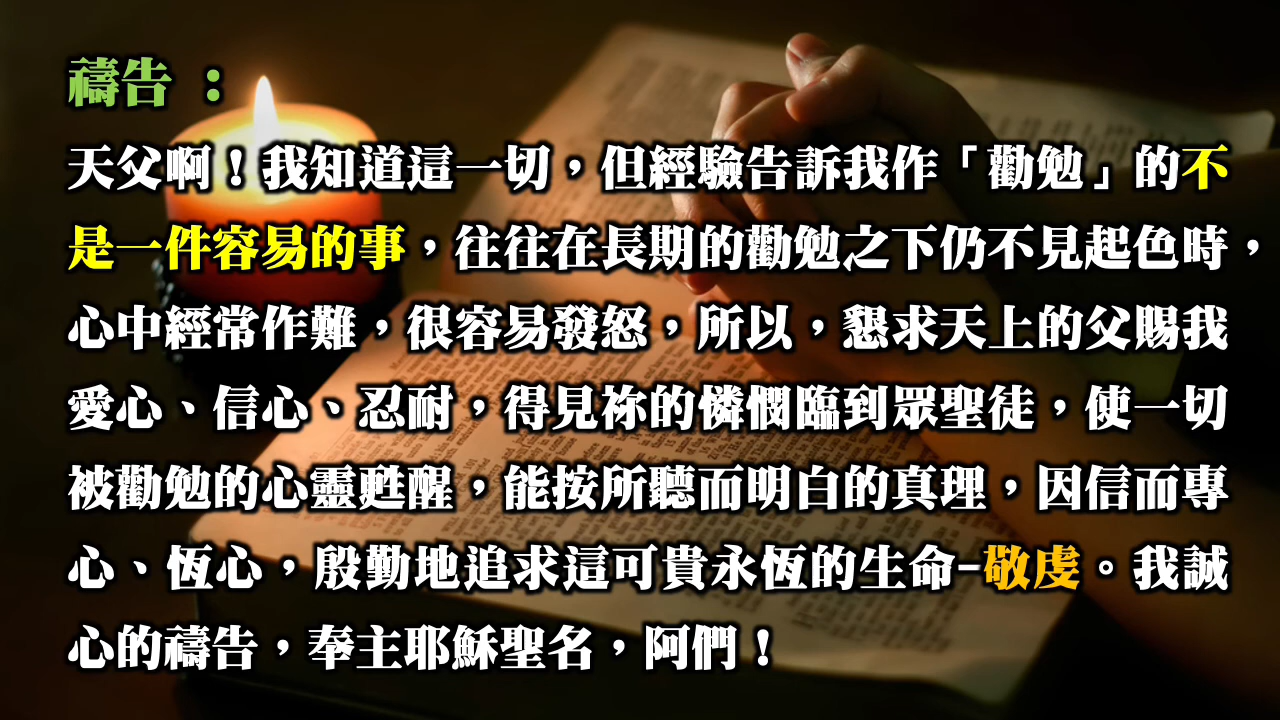 禱告 ：
天父啊！我知道這一切，但經驗告訴我作「勸勉」的不
是一件容易的事，往往在長期的勸勉之下仍不見起色時，
心中經常作難，很容易發怒，所以，懇求天上的父賜我
愛心、信心、忍耐，得見祢的憐憫臨到眾聖徒，使一切
被勸勉的心靈甦醒，能按所聽而明白的真理，因信而專
心、恆心，殷勤地追求這可貴永恆的生命-敬虔。我誠
心的禱告，奉主耶穌聖名，阿們！